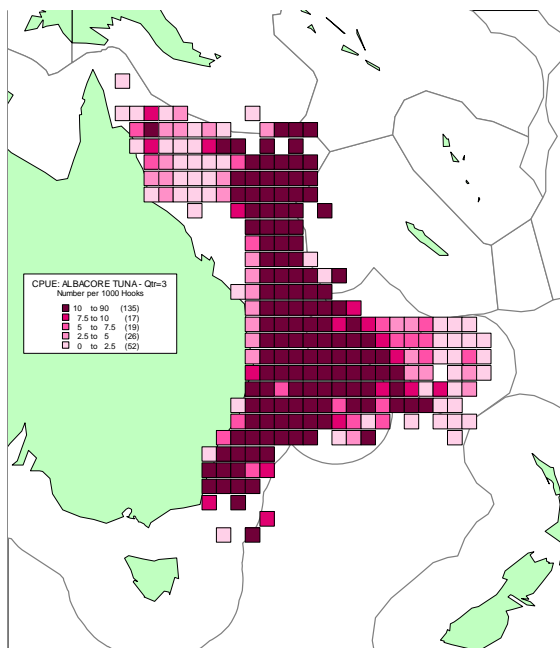 CPUE: ALBACORE TUNA - Qtr=3
Number per 1000 Hooks
10 to 90 (135)
7.5 to 10 (17)
5 to 7.5 (19)
2.5 to 5 (26)
0 to 2.5 (52)